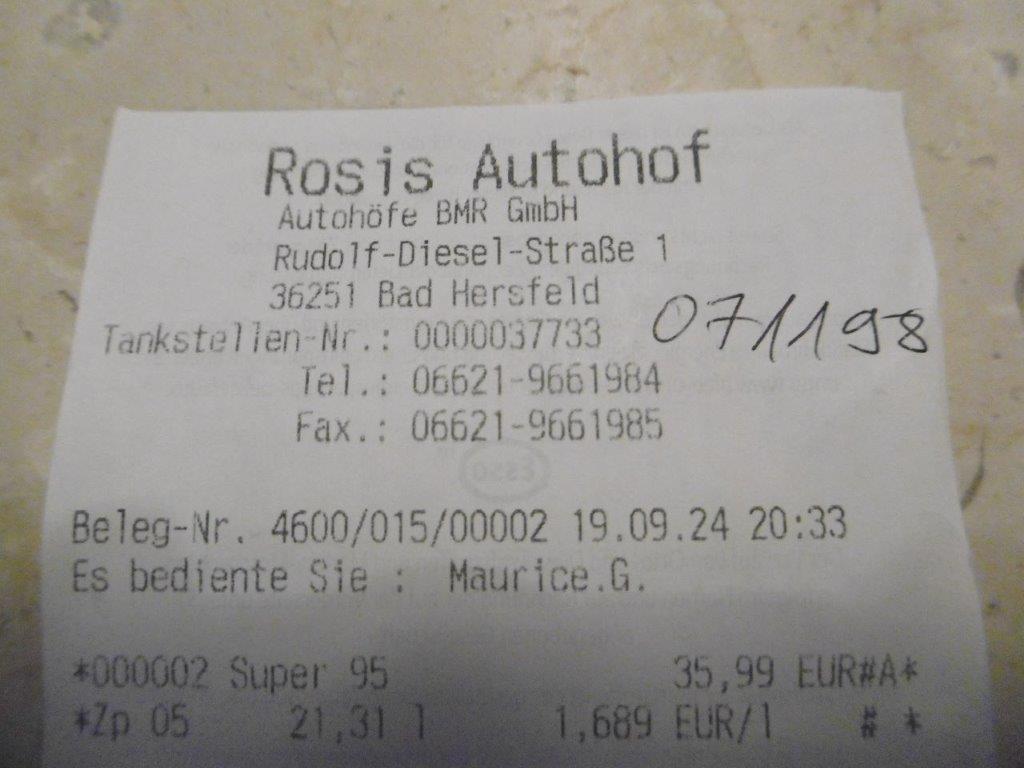 Rosis Autohof
Autohöfe BMR GmbH
Rudolf-Diesel-Straße 1
36251 Bad Hersfeld
Tankstellen-Nr.: 0000037733
071198
Tel.: 06621-9661984
Fax.: 06621-9661985
Beleg-Nr. 4600/015/00002 19.09.24 20:33
Es bediente Sie : Maurice.G.
*000002 Super 95 35,99 EUR#A*
*Zp 05 21,31 l 1,689 EUR/l # *